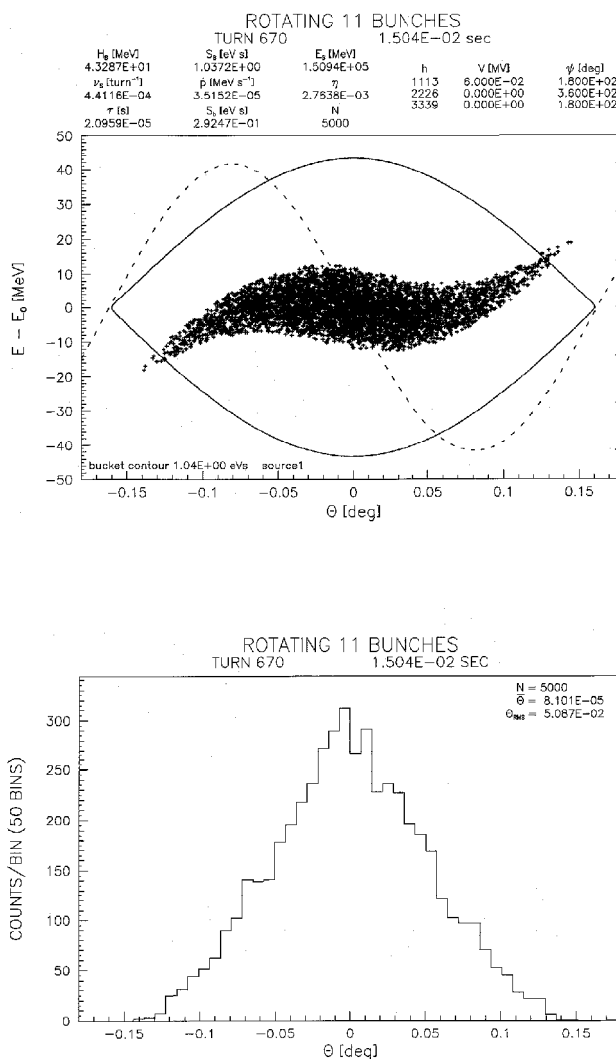 ROTATING 11 BUNCHES
TURN 670 1.504E−02 sec
H_B [MeV] S_B [eV s] E_0 [MeV] h V [MV] ψ [deg]
4.3287E+01 1.0372E+00 1.5094E+05 1113 6.000E−02 1.800E+02
ν_s [turn⁻¹] ṗ [MeV s⁻¹] η 2226 0.000E+00 3.600E+02
4.4116E−04 3.5152E−05 2.7638E−03 3339 0.000E+00 1.800E+02
τ [s] S_b [eV s] N
2.0959E−05 2.9247E−01 5000
50
40
30
20
10
0
−10
−20
−30
−40
−50
E − E_0 [MeV]
bucket contour 1.04E+00 eVs source1
−0.15 −0.1 −0.05 0 0.05 0.1 0.15
Θ [deg]
ROTATING 11 BUNCHES
TURN 670 1.504E−02 SEC
N = 5000
Θ̄ = 8.101E−05
Θ_RMS = 5.087E−02
300
250
200
150
100
50
0
COUNTS/BIN (50 BINS)
−0.15 −0.1 −0.05 0 0.05 0.1 0.15
Θ [deg]